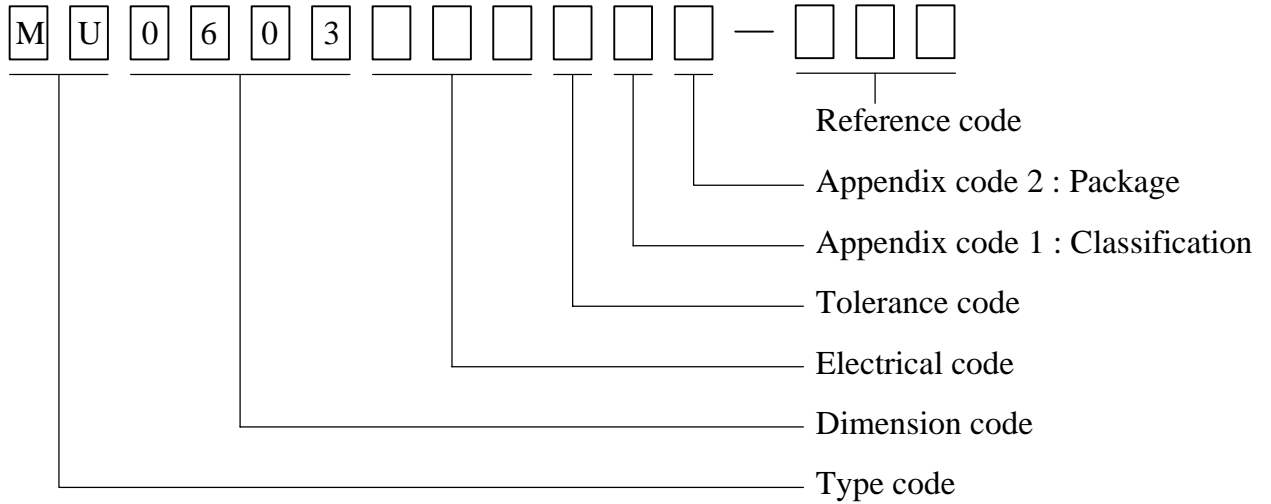 M U 0 6 0 3 —
Reference code
Appendix code 2 : Package
Appendix code 1 : Classification
Tolerance code
Electrical code
Dimension code
Type code